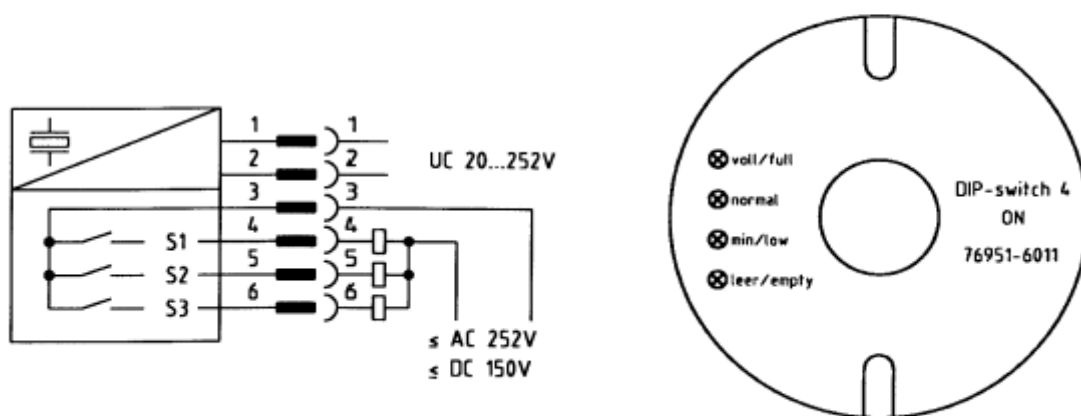 1 1
2 2
UC 20...252V
3 3
S1 4 4
S2 5 5
S3 6 6
≤ AC 252V
≤ DC 150V
voll/full
normal
min/low
leer/empty
DIP-switch 4
ON
76951-6011